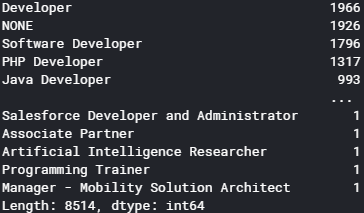 Developer 1966
NONE 1926
Software Developer 1796
PHP Developer 1317
Java Developer 993
...
Salesforce Developer and Administrator 1
Associate Partner 1
Artificial Intelligence Researcher 1
Programming Trainer 1
Manager - Mobility Solution Architect 1
Length: 8514, dtype: int64